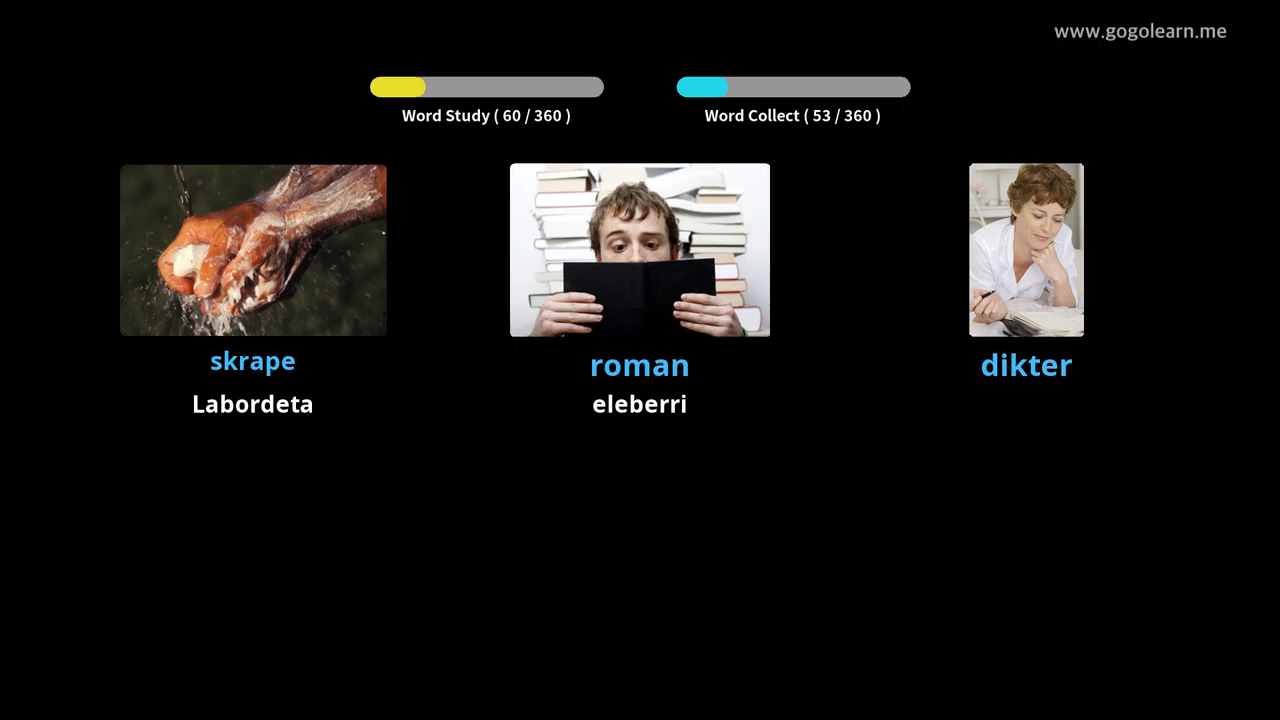 www.gogolearn.me
Word Study ( 60 / 360 )
Word Collect ( 53 / 360 )
skrape
roman
dikter
Labordeta
eleberri